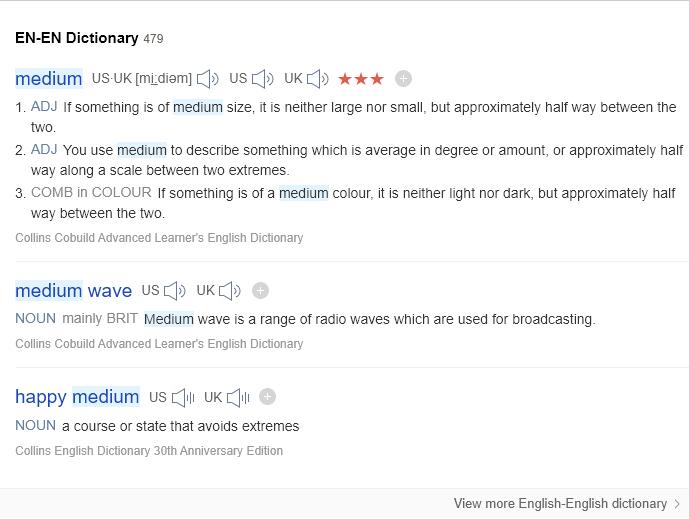 EN-EN Dictionary 479
medium US·UK [miːdiəm] US UK ★★★
1. ADJ If something is of medium size, it is neither large nor small, but approximately half way between the
two.
2. ADJ You use medium to describe something which is average in degree or amount, or approximately half
way along a scale between two extremes.
3. COMB in COLOUR If something is of a medium colour, it is neither light nor dark, but approximately half
way between the two.
Collins Cobuild Advanced Learner's English Dictionary
medium wave US UK
NOUN mainly BRIT Medium wave is a range of radio waves which are used for broadcasting.
Collins Cobuild Advanced Learner's English Dictionary
happy medium US UK
NOUN a course or state that avoids extremes
Collins English Dictionary 30th Anniversary Edition
View more English-English dictionary >